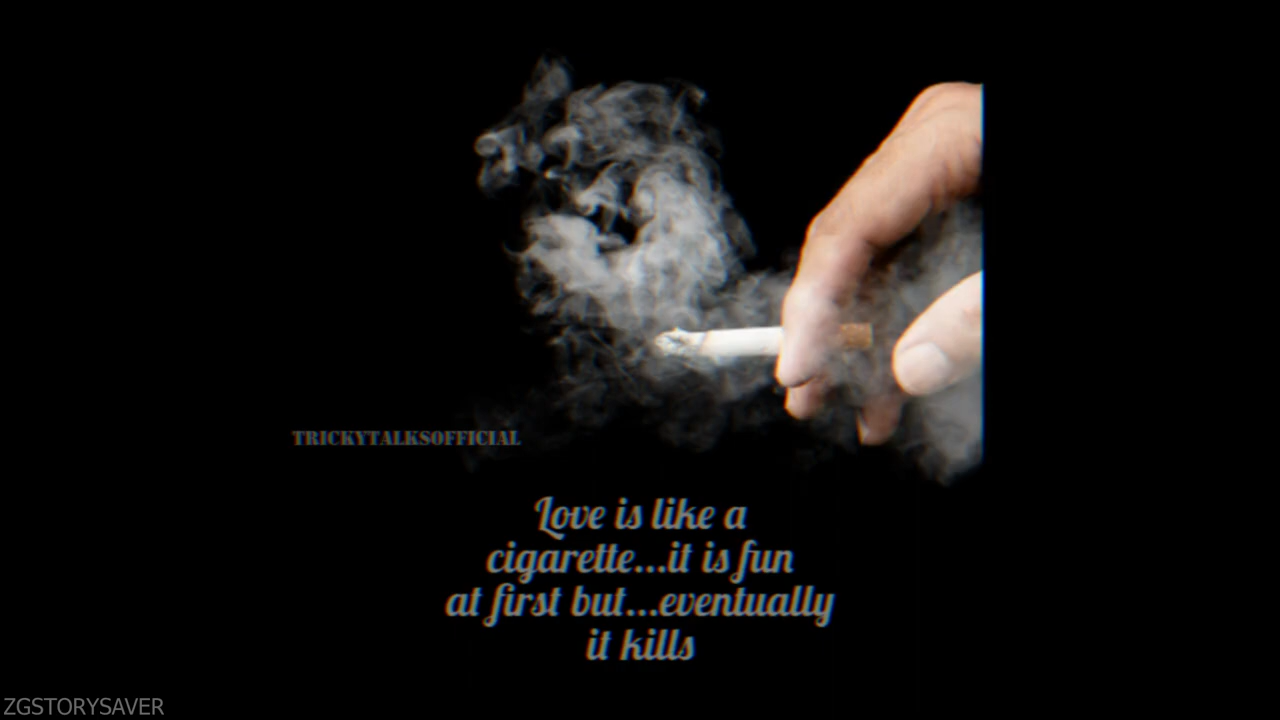 TRICKYTALKSOFFICIAL
Love is like a
cigarette...it is fun
at first but...eventually
it kills
ZGSTORYSAVER